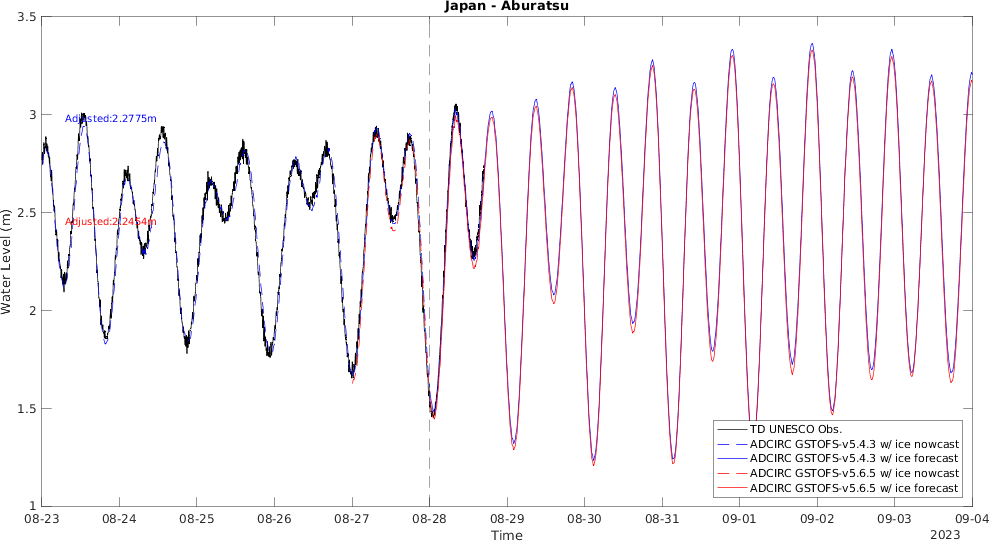 Japan - Aburatsu
3.5
3
2.5
2
1.5
1
Water Level (m)
Adjusted:2.2775m
Adjusted:2.2454m
TD UNESCO Obs.
ADCIRC GSTOFS-v5.4.3 w/ ice nowcast
ADCIRC GSTOFS-v5.4.3 w/ ice forecast
ADCIRC GSTOFS-v5.6.5 w/ ice nowcast
ADCIRC GSTOFS-v5.6.5 w/ ice forecast
08-23 08-24 08-25 08-26 08-27 08-28 08-29 08-30 08-31 09-01 09-02 09-03 09-04
Time
2023